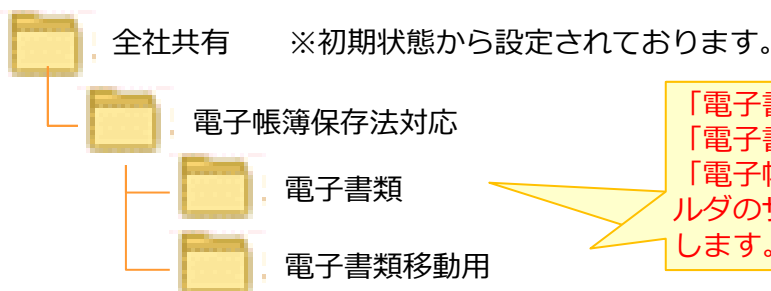 全社共有　　※初期状態から設定されております。
電子帳簿保存法対応
「電子書
「電子書
「電子帳
ルダのサ
します。
電子書類
電子書類移動用